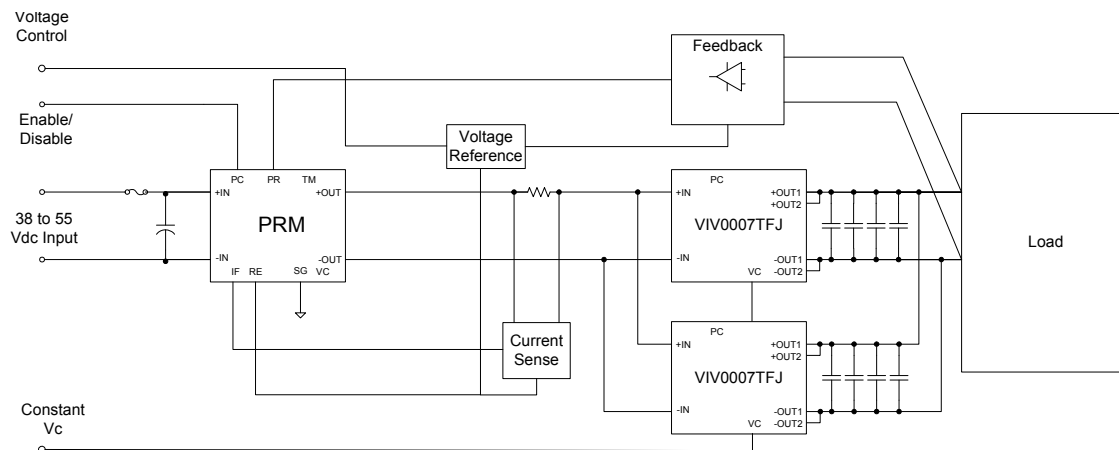 Voltage
Control
Enable/
Disable
38 to 55
Vdc Input
Constant
Vc
PC
PR
TM
+IN
+OUT
PRM
-IN
-OUT
IF
RE
SG
VC
Voltage
Reference
Feedback
Current
Sense
PC
+IN
+OUT1
+OUT2
VIV0007TFJ
-IN
-OUT1
-OUT2
VC
PC
+IN
+OUT1
+OUT2
VIV0007TFJ
-IN
-OUT1
-OUT2
VC
Load